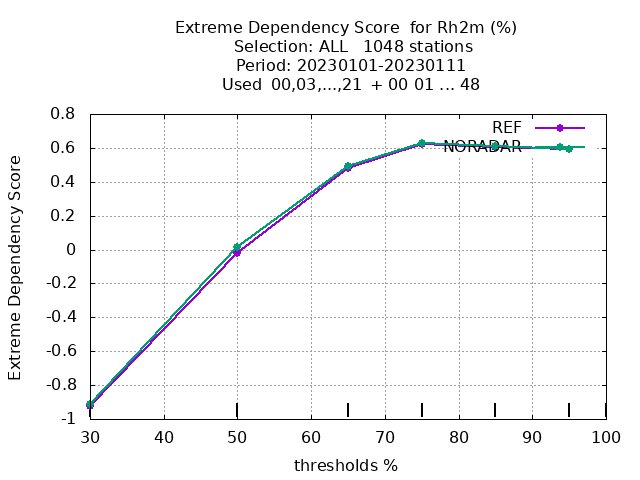 Extreme Dependency Score  for Rh2m (%)
Selection: ALL   1048 stations
Period: 20230101-20230111
Used  00,03,...,21  + 00 01 ... 48
REF
NORADAR
Extreme Dependency Score
0.8
0.6
0.4
0.2
0
-0.2
-0.4
-0.6
-0.8
-1
30 40 50 60 70 80 90 100
thresholds %